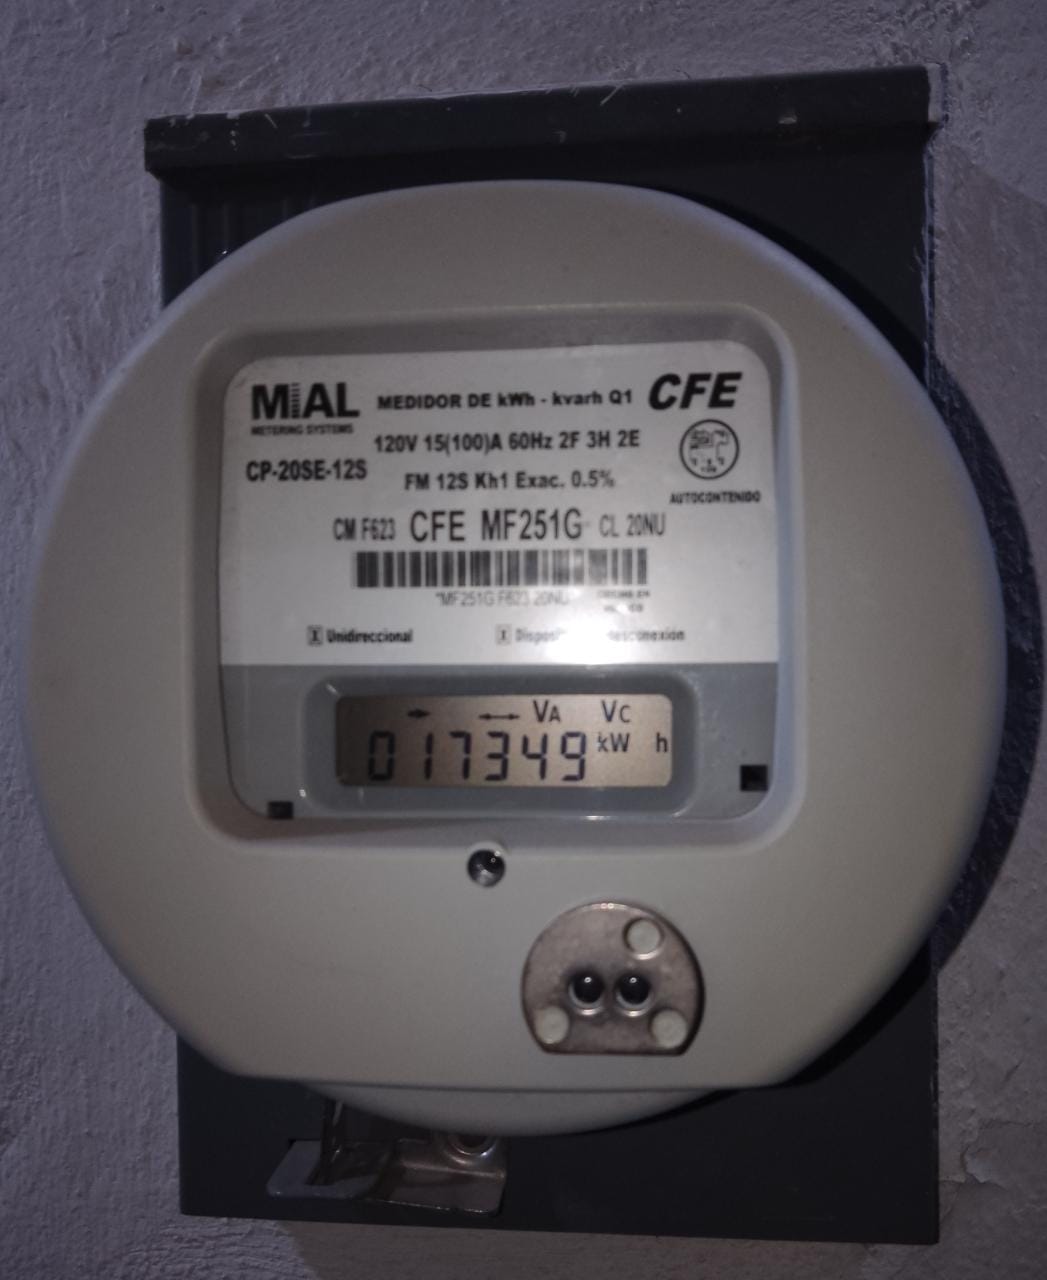 MIAL
METERING SYSTEMS
MEDIDOR DE kWh - kvarh Q1
CFE
120V 15(100)A 60Hz 2F 3H 2E
CP-20SE-12S
FM 12S Kh1 Exac. 0.5%
AUTOCONTENIDO
CM F623 CFE MF251G CL 20NU
*MF251G F623 20NU
X Unidireccional X
VA VC
017349 kW h